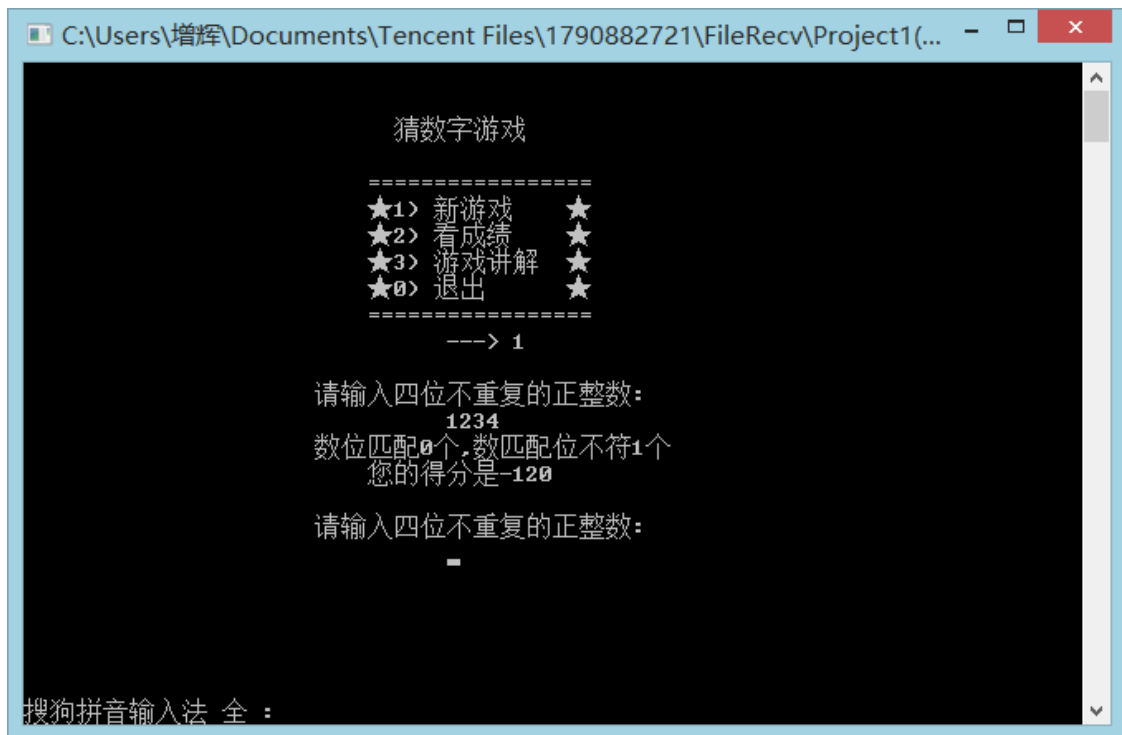 C:\Users\增辉\Documents\Tencent Files\1790882721\FileRecv\Project1(...
猜数字游戏
=================
★1> 新游戏 ★
★2> 看成绩 ★
★3> 游戏讲解 ★
★0> 退出 ★
=================
---> 1
请输入四位不重复的正整数:
1234
数位匹配0个,数匹配位不符1个
您的得分是-120
请输入四位不重复的正整数:
搜狗拼音输入法 全 :